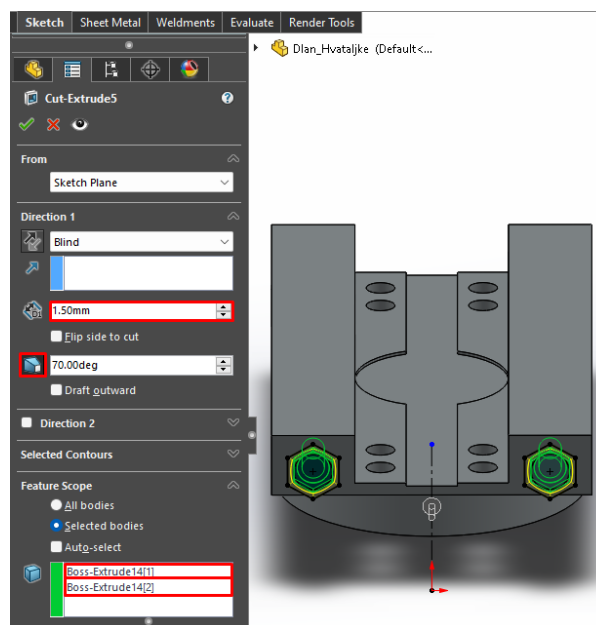 Sketch Sheet Metal Weldments Evaluate Render Tools
Dlan_Hvataljke (Default<...
Cut-Extrude5
From
Sketch Plane
Direction 1
Blind
D1
1.50mm
Flip side to cut
70.00deg
Draft outward
Direction 2
Selected Contours
Feature Scope
All bodies
Selected bodies
Auto-select
Boss-Extrude14[1]
Boss-Extrude14[2]